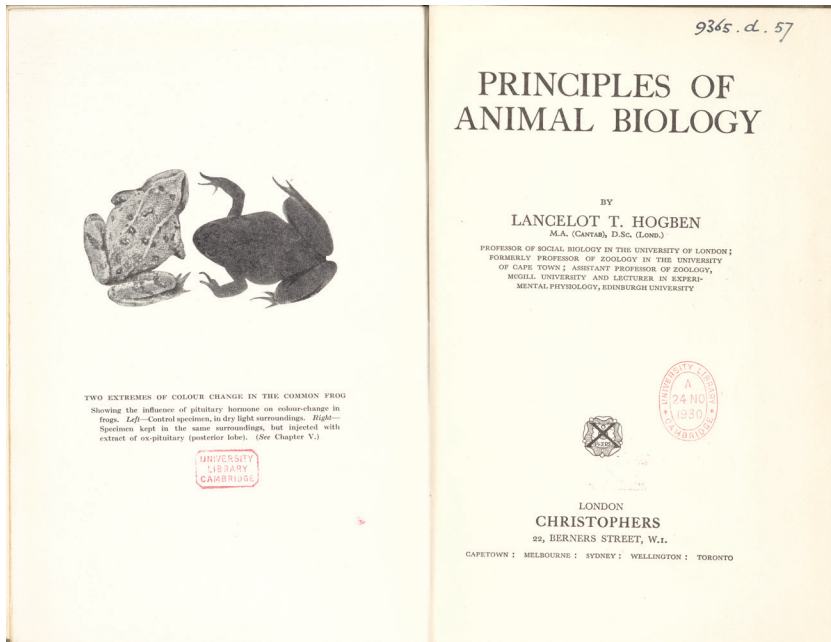 TWO EXTREMES OF COLOUR CHANGE IN THE COMMON FROG
Showing the influence of pituitary hormone on colour-change in
frogs. Left—Control specimen, in dry light surroundings. Right—
Specimen kept in the same surroundings, but injected with
extract of ox-pituitary (posterior lobe). (See Chapter V.)
UNIVERSITY
LIBRARY
CAMBRIDGE
9365.d.57
PRINCIPLES OF
ANIMAL BIOLOGY
BY
LANCELOT T. HOGBEN
M.A. (CANTAB), D.SC. (LOND.)
PROFESSOR OF SOCIAL BIOLOGY IN THE UNIVERSITY OF LONDON;
FORMERLY PROFESSOR OF ZOOLOGY IN THE UNIVERSITY
OF CAPE TOWN; ASSISTANT PROFESSOR OF ZOOLOGY,
MCGILL UNIVERSITY AND LECTURER IN EXPERI-
MENTAL PHYSIOLOGY, EDINBURGH UNIVERSITY
UNIVERSITY LIBRARY
A
24 NO
1930
CAMBRIDGE
LONDON
CHRISTOPHERS
22, BERNERS STREET, W.1.
CAPETOWN : MELBOURNE : SYDNEY : WELLINGTON : TORONTO